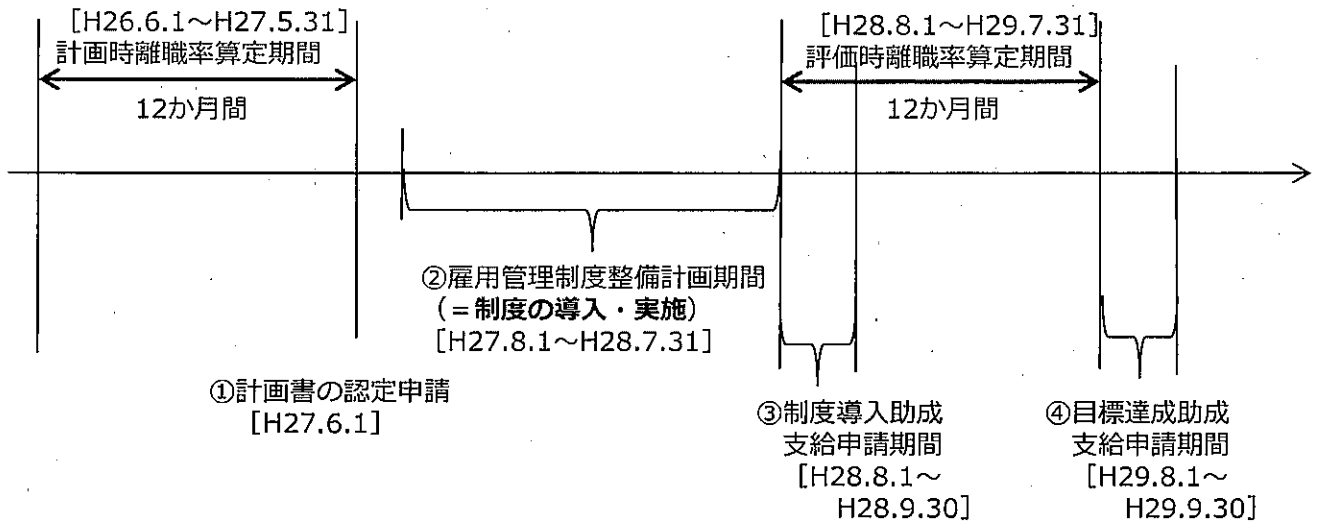 [H26.6.1~H27.5.31]
計画時離職率算定期間
12か月間
[H28.8.1~H29.7.31]
評価時離職率算定期間
12か月間
②雇用管理制度整備計画期間
(=制度の導入・実施)
[H27.8.1~H28.7.31]
①計画書の認定申請
[H27.6.1]
③制度導入助成
支給申請期間
[H28.8.1~
H28.9.30]
④目標達成助成
支給申請期間
[H29.8.1~
H29.9.30]